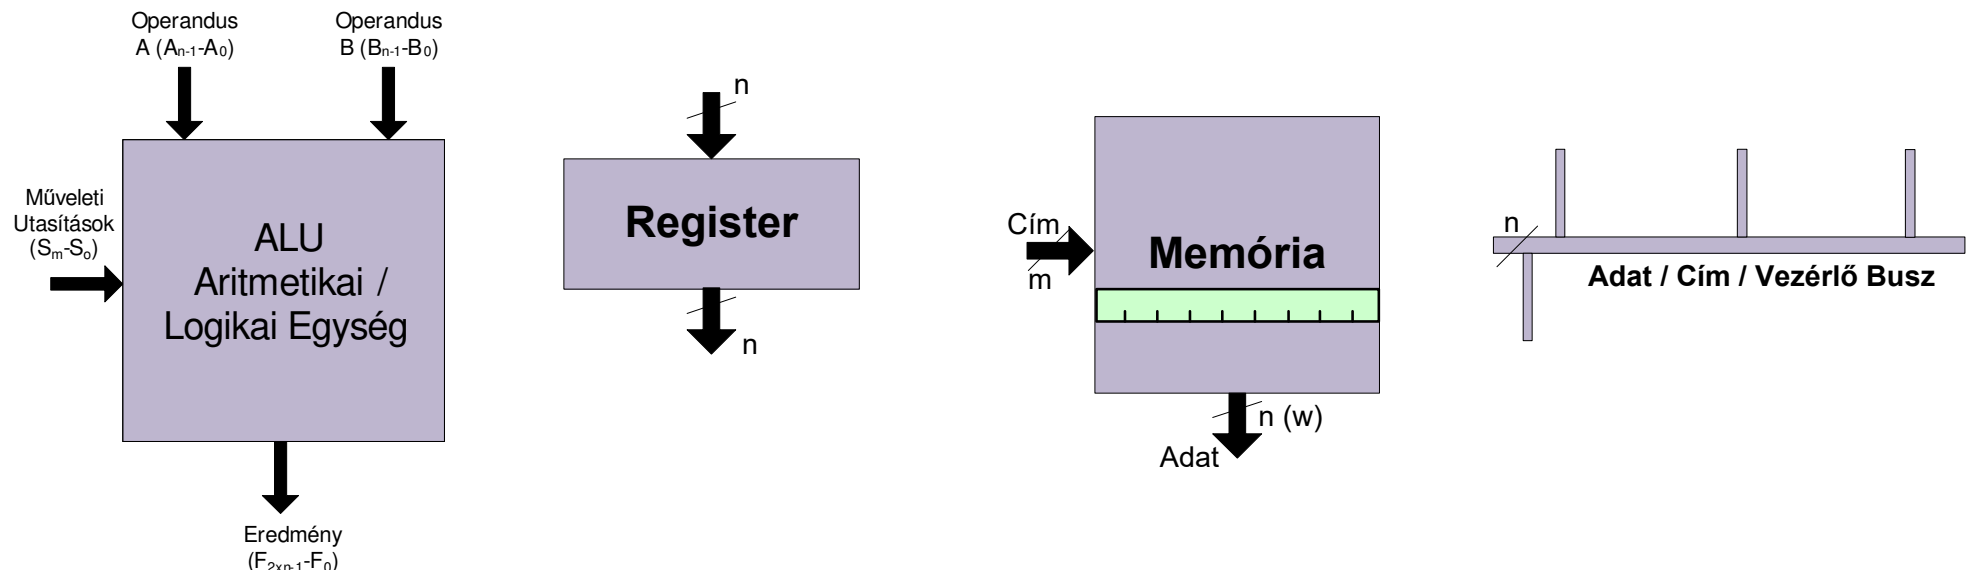 Operandus
A (Aₙ₋₁-A₀)
Operandus
B (Bₙ₋₁-B₀)
Műveleti
Utasítások
(Sₘ-Sₒ)
ALU
Aritmetikai /
Logikai Egység
Eredmény
(F₂ₓₙ₋₁-F₀)
n
Register
n
Cím
m
Memória
n (w)
Adat
n
Adat / Cím / Vezérlő Busz